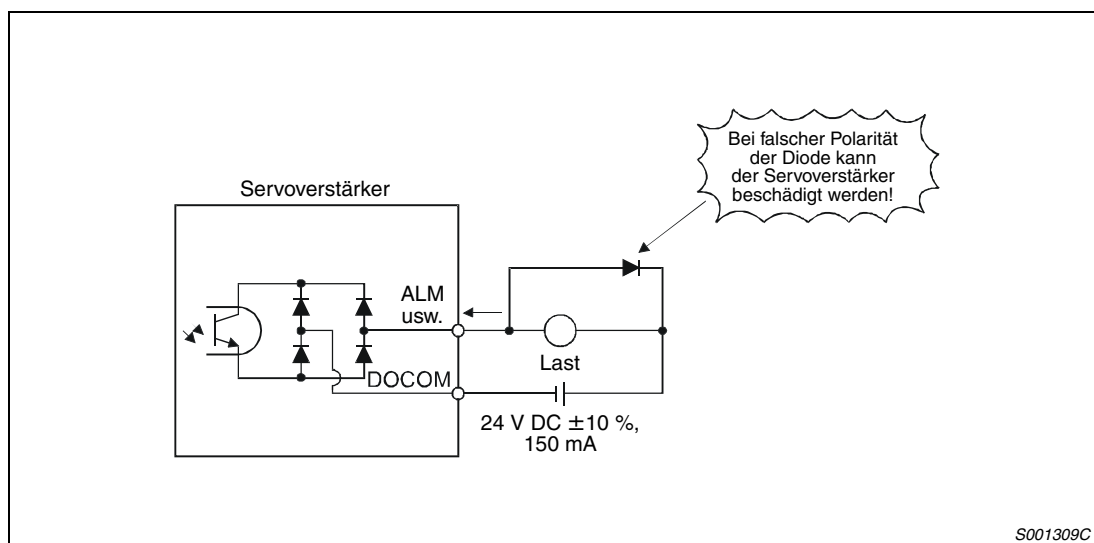 Bei falscher Polarität
der Diode kann
der Servoverstärker
beschädigt werden!
Servoverstärker
ALM
usw.
Last
DOCOM
24 V DC ±10 %,
150 mA
S001309C